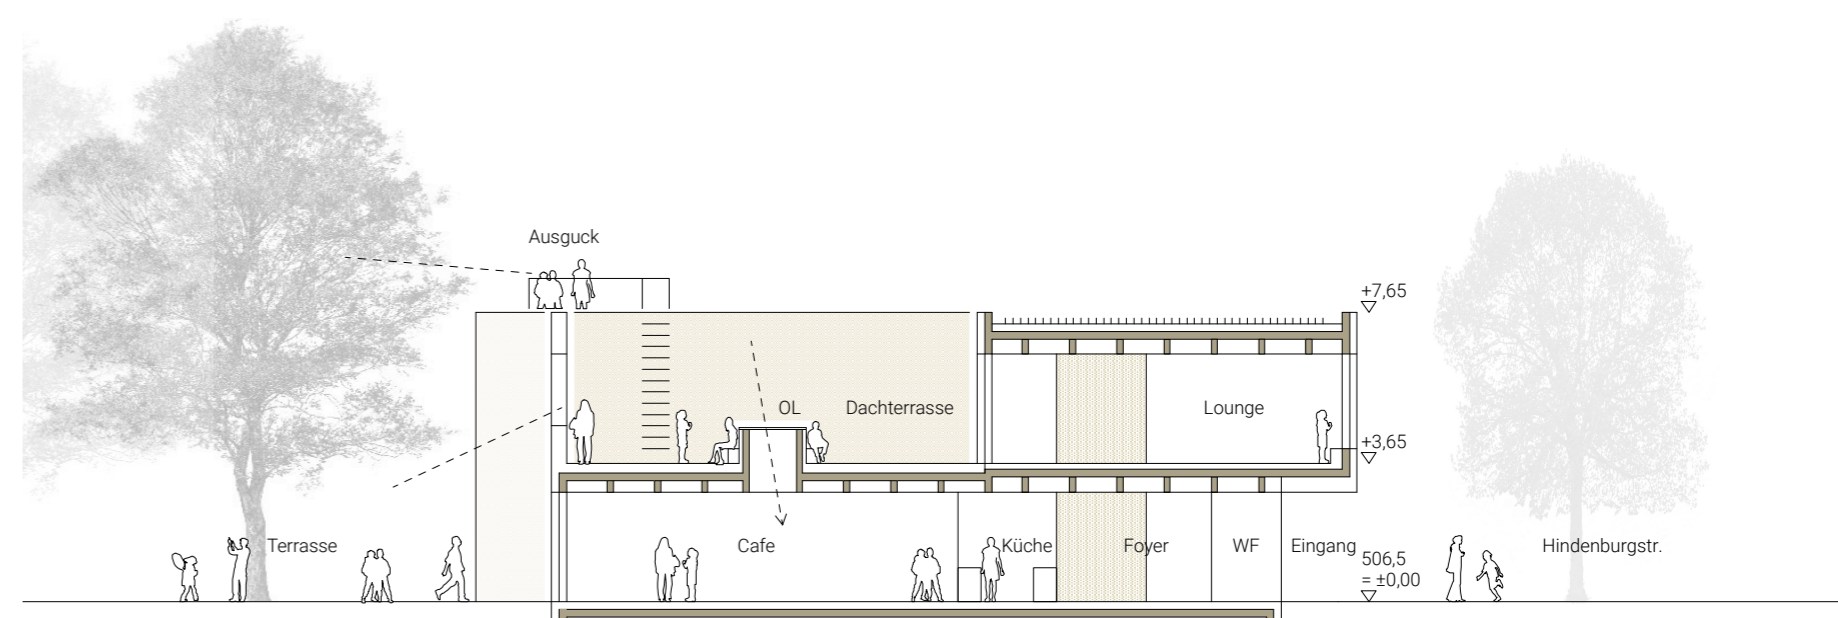 Ausguck
+7,65
OL
Dachterrasse
Lounge
+3,65
Terrasse
Cafe
Küche
Foyer
WF
Eingang
506,5
= ±0,00
Hindenburgstr.